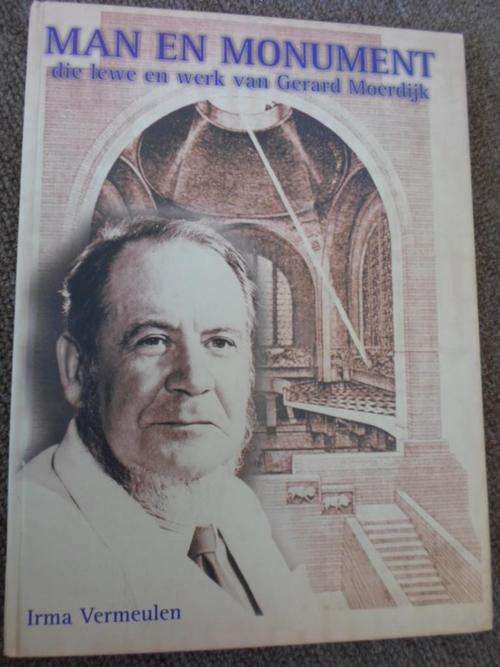 MAN EN MONUMENT
die lewe en werk van Gerard Moerdijk
Irma Vermeulen